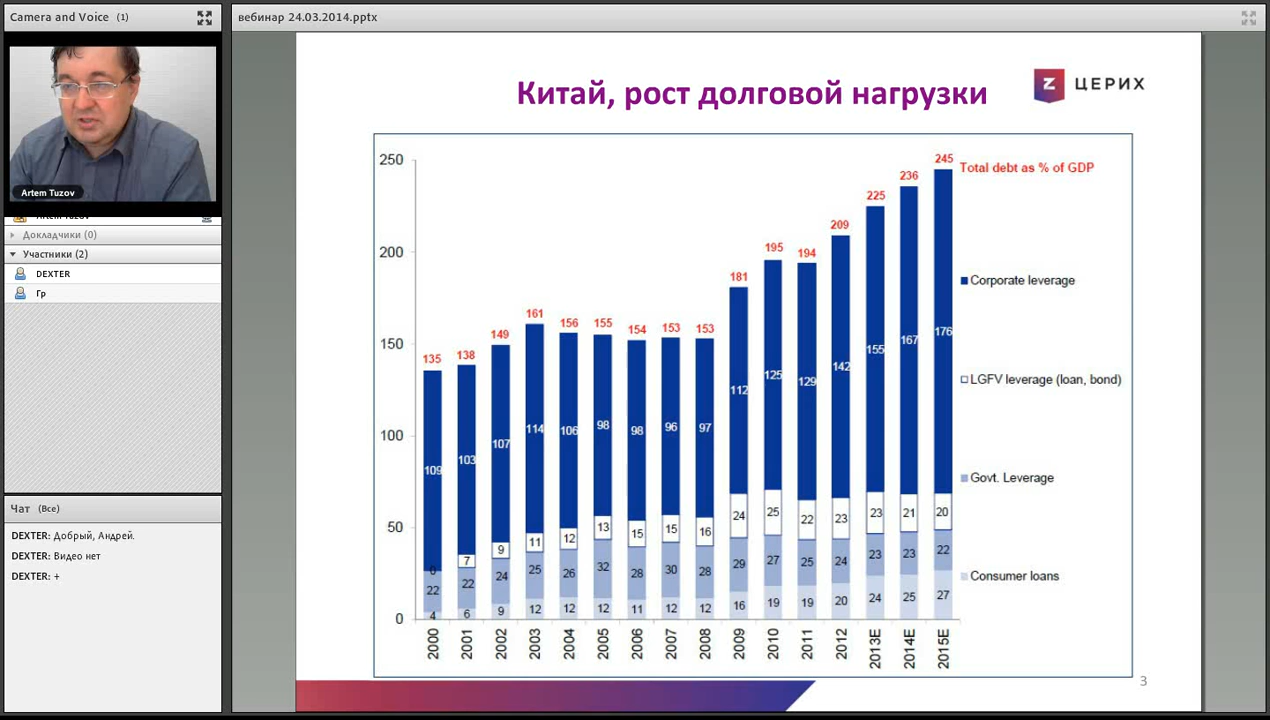 Camera and Voice (1)
Artem Tuzov
Artem Tuzov
Докладчики (0)
Участники (2)
DEXTER
Гр
Чат (Все)
DEXTER: Добрый, Андрей.
DEXTER: Видео нет
DEXTER: +
вебинар 24.03.2014.pptx
Китай, рост долговой нагрузки
Z ЦЕРИХ
Total debt as % of GDP
250
200
150
100
50
0
135 138 149 161 156 155 154 153 153 181 195 194 209 225 236 245
109 103 107 114 106 98 98 96 97 112 125 129 142 155 167 176
0 7 9 11 12 13 15 15 16 24 25 22 23 23 21 20
22 22 24 25 26 32 28 30 28 29 27 25 24 23 23 22
4 6 9 12 12 12 11 12 12 16 19 19 20 24 25 27
2000 2001 2002 2003 2004 2005 2006 2007 2008 2009 2010 2011 2012 2013E 2014E 2015E
Corporate leverage
LGFV leverage (loan, bond)
Govt. Leverage
Consumer loans
3